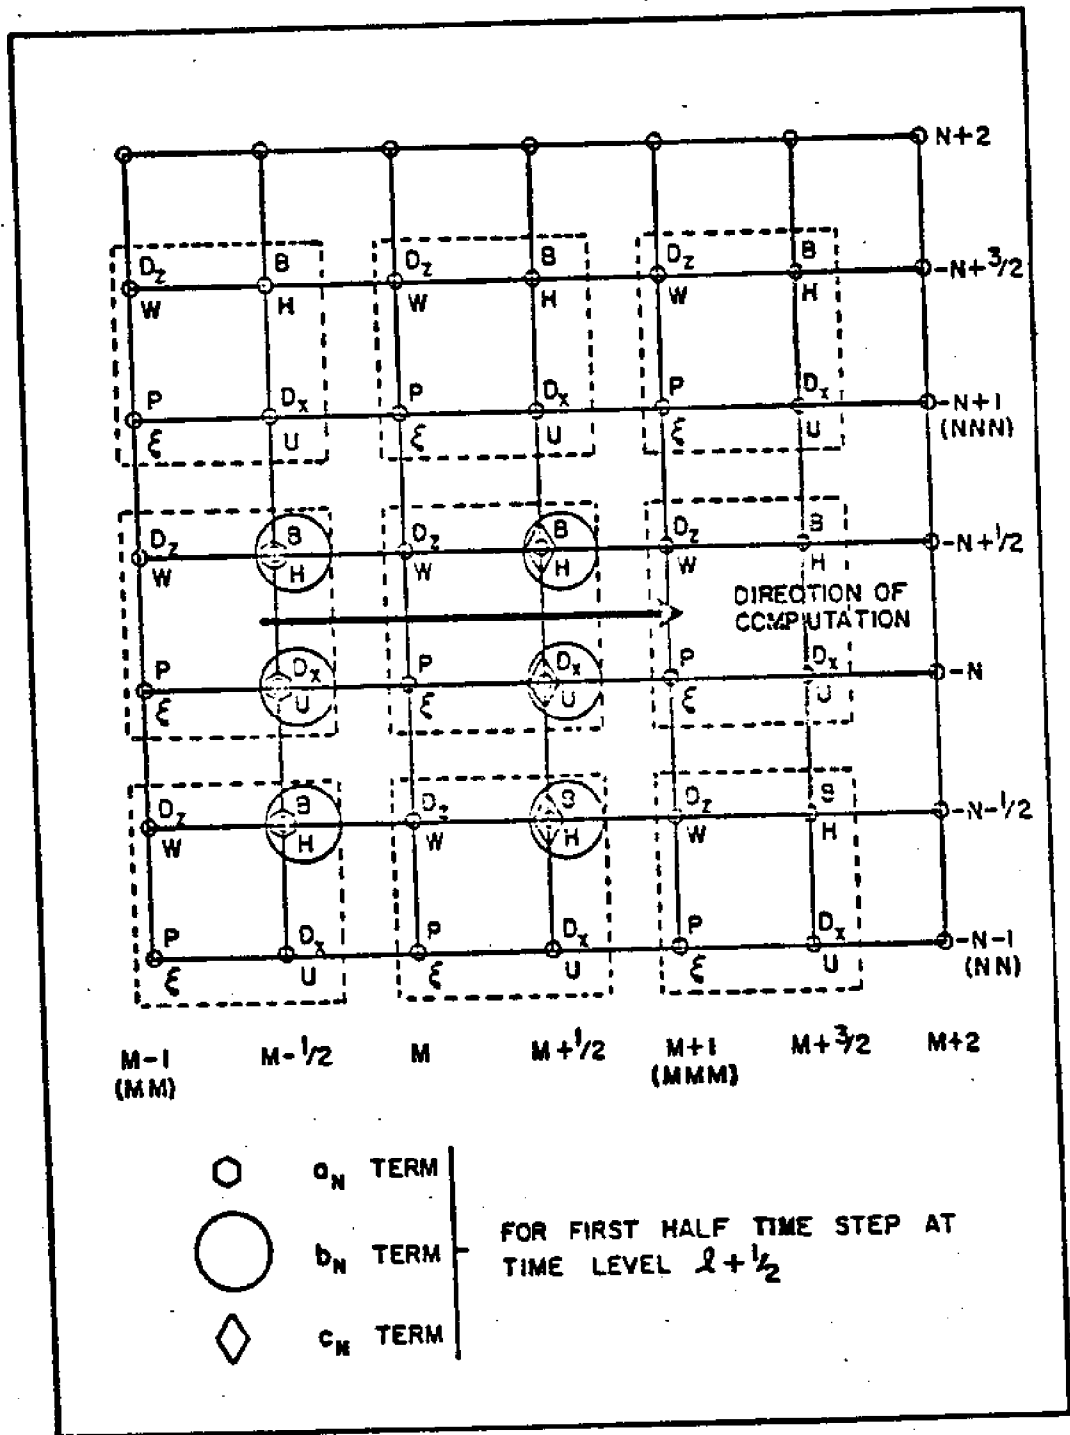 N+2
D_z B D_z B D_z B -N+3/2
W H W H W H
P D_x P D_x P D_x -N+1
ξ U ξ U ξ U (NNN)
D_z B D_z B D_z B -N+1/2
W H W H W H
DIRECTION OF
COMPUTATION
P D_x P D_x P D_x -N
ξ U ξ U ξ U
D_z B D_z B D_z B -N-1/2
W H W H W H
P D_x P D_x P D_x -N-1
ξ U ξ U ξ U (NN)
M-1 M-1/2 M M+1/2 M+1 M+3/2 M+2
(MM) (MMM)
a_N TERM
b_N TERM
c_N TERM
FOR FIRST HALF TIME STEP AT
TIME LEVEL ℓ+1/2